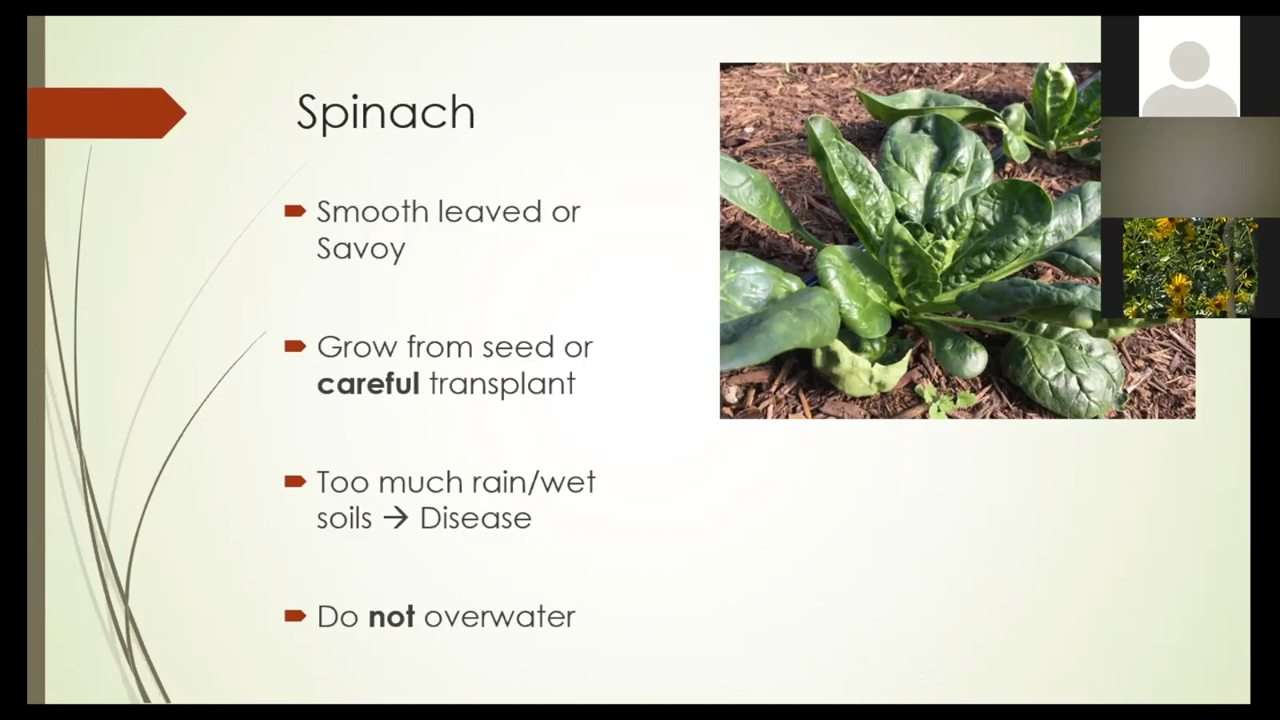 Spinach
Smooth leaved or
Savoy
Grow from seed or
careful transplant
Too much rain/wet
soils → Disease
Do not overwater